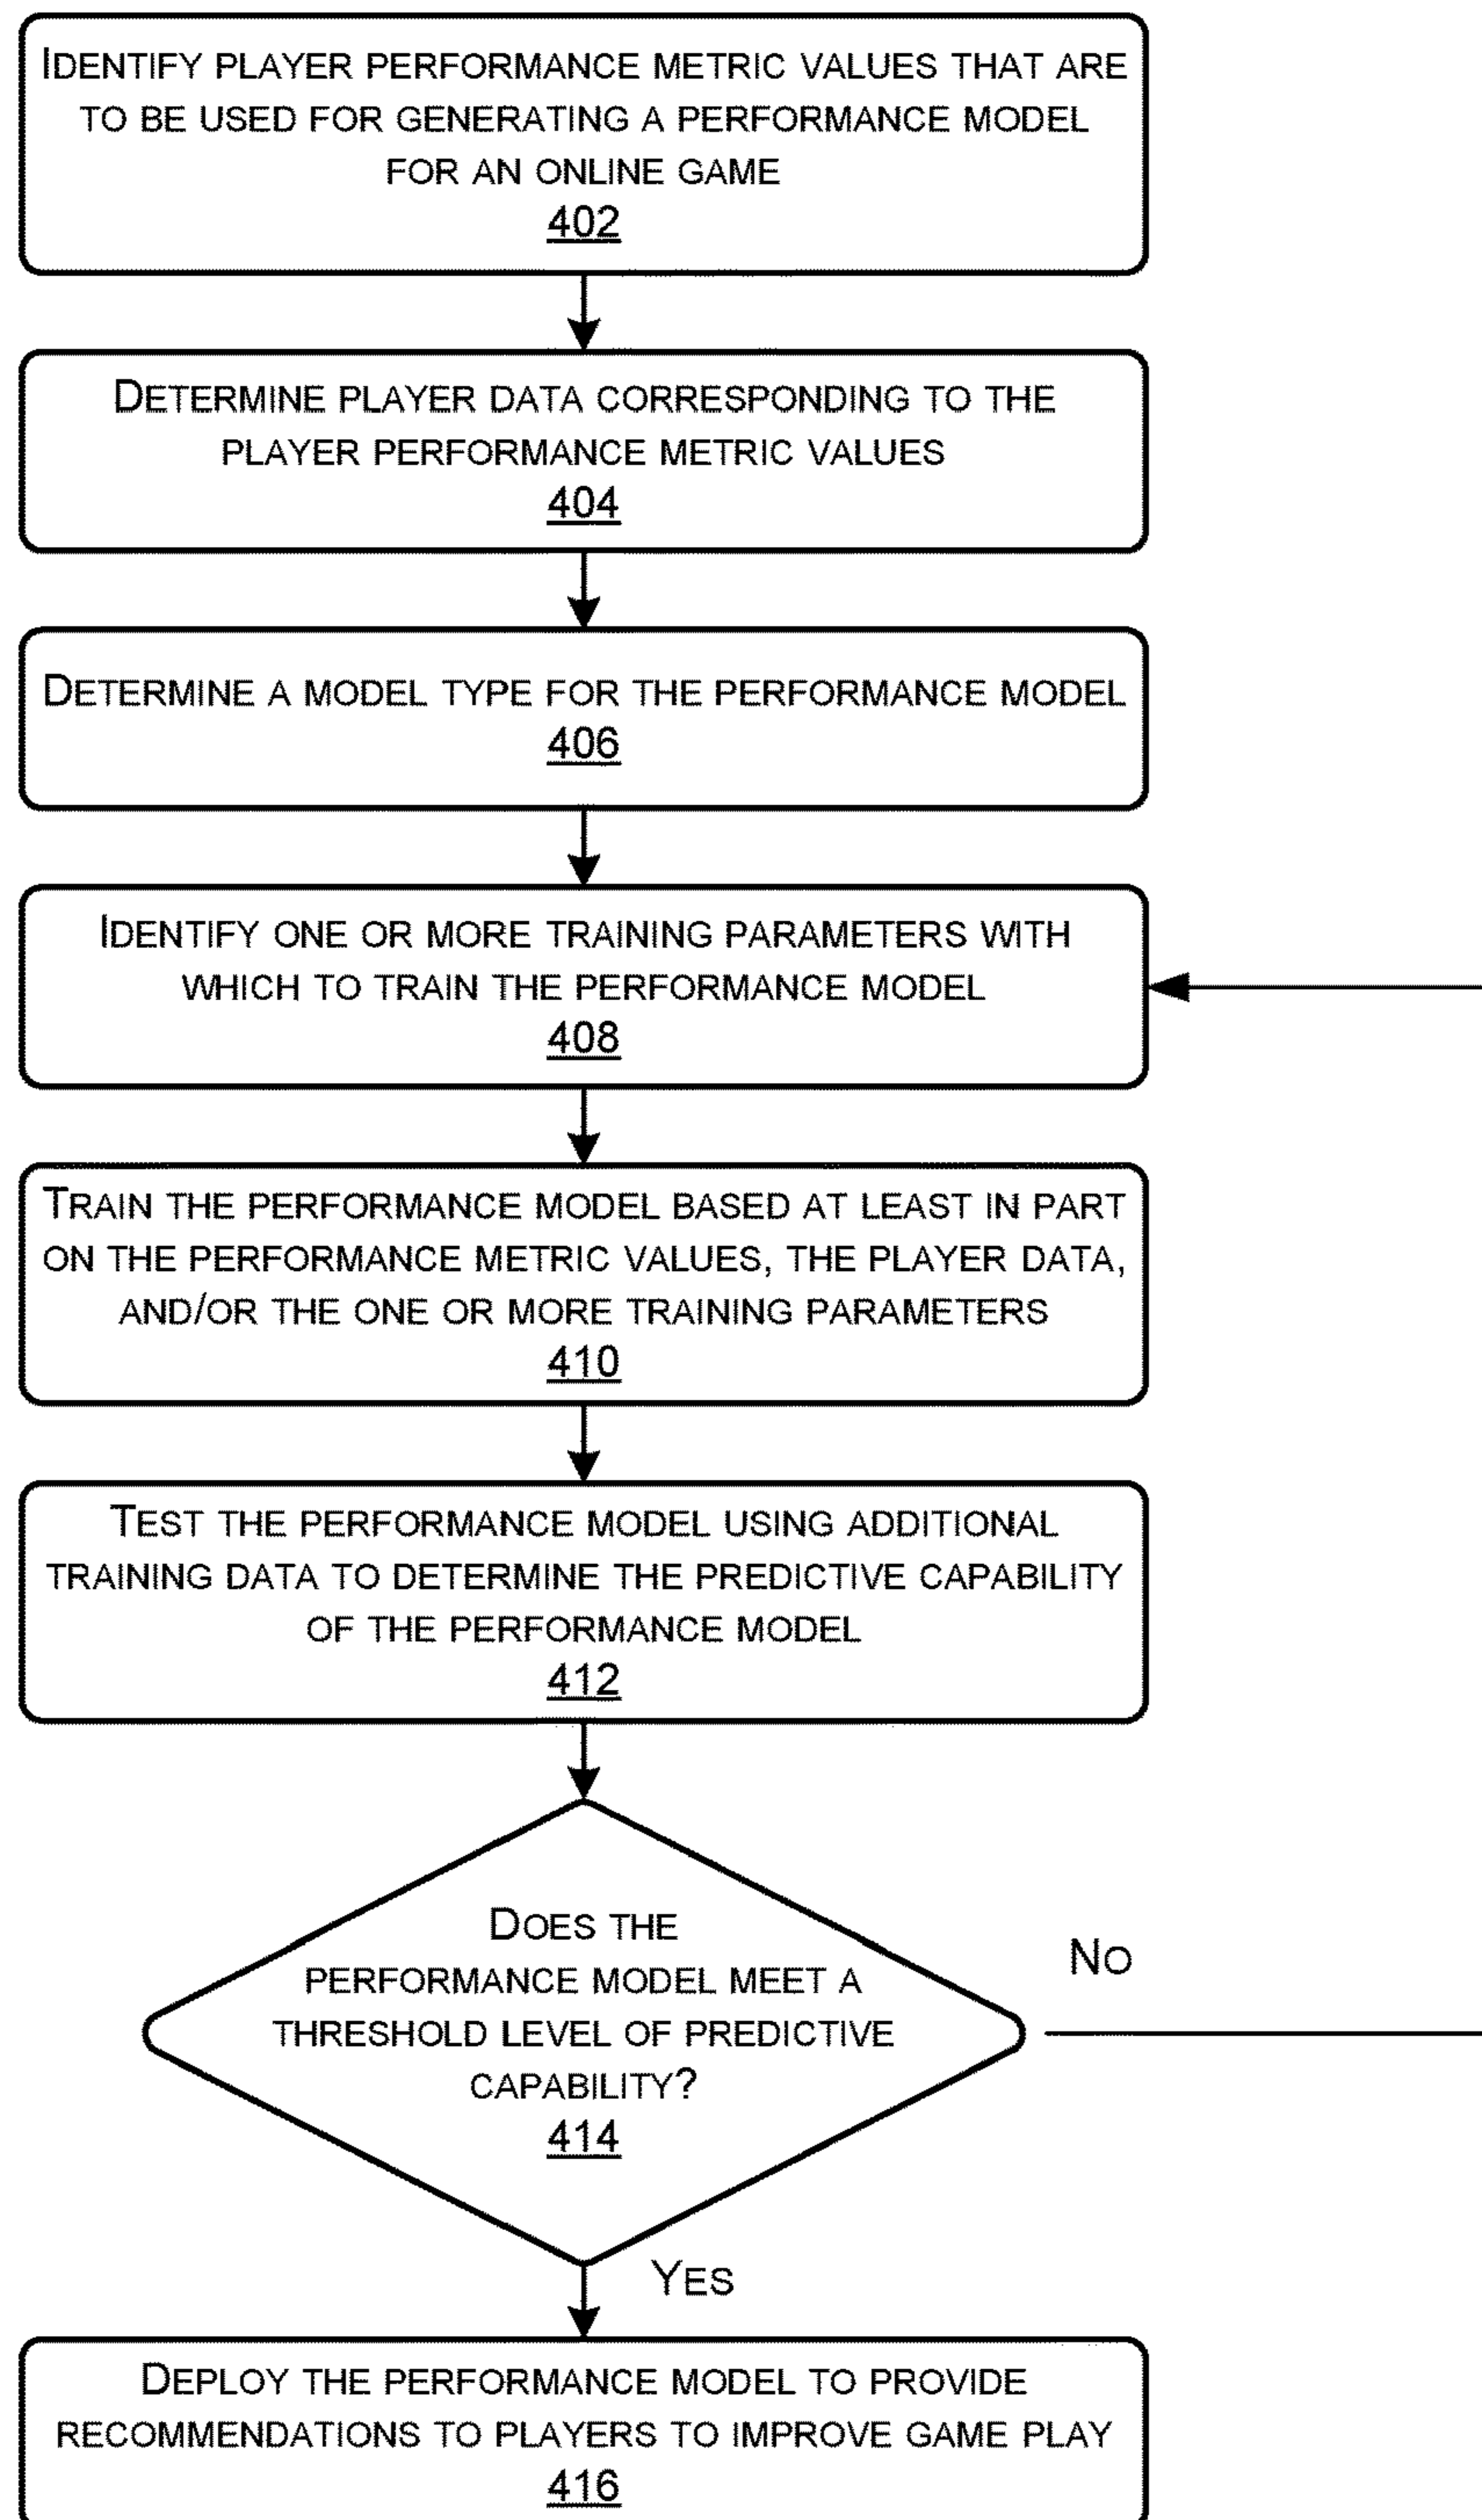 IDENTIFY PLAYER PERFORMANCE METRIC VALUES THAT ARE
TO BE USED FOR GENERATING A PERFORMANCE MODEL
FOR AN ONLINE GAME
402
DETERMINE PLAYER DATA CORRESPONDING TO THE
PLAYER PERFORMANCE METRIC VALUES
404
DETERMINE A MODEL TYPE FOR THE PERFORMANCE MODEL
406
IDENTIFY ONE OR MORE TRAINING PARAMETERS WITH
WHICH TO TRAIN THE PERFORMANCE MODEL
408
TRAIN THE PERFORMANCE MODEL BASED AT LEAST IN PART
ON THE PERFORMANCE METRIC VALUES, THE PLAYER DATA,
AND/OR THE ONE OR MORE TRAINING PARAMETERS
410
TEST THE PERFORMANCE MODEL USING ADDITIONAL
TRAINING DATA TO DETERMINE THE PREDICTIVE CAPABILITY
OF THE PERFORMANCE MODEL
412
DOES THE
PERFORMANCE MODEL MEET A
THRESHOLD LEVEL OF PREDICTIVE
CAPABILITY?
414
NO
YES
DEPLOY THE PERFORMANCE MODEL TO PROVIDE
RECOMMENDATIONS TO PLAYERS TO IMPROVE GAME PLAY
416